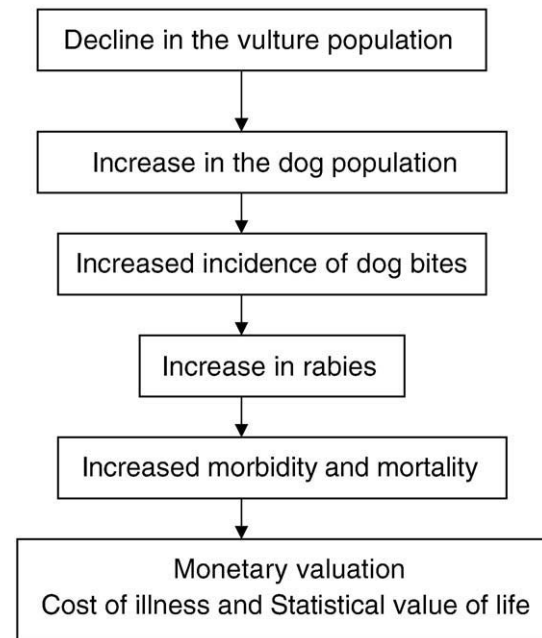 Decline in the vulture population
Increase in the dog population
Increased incidence of dog bites
Increase in rabies
Increased morbidity and mortality
Monetary valuation
Cost of illness and Statistical value of life